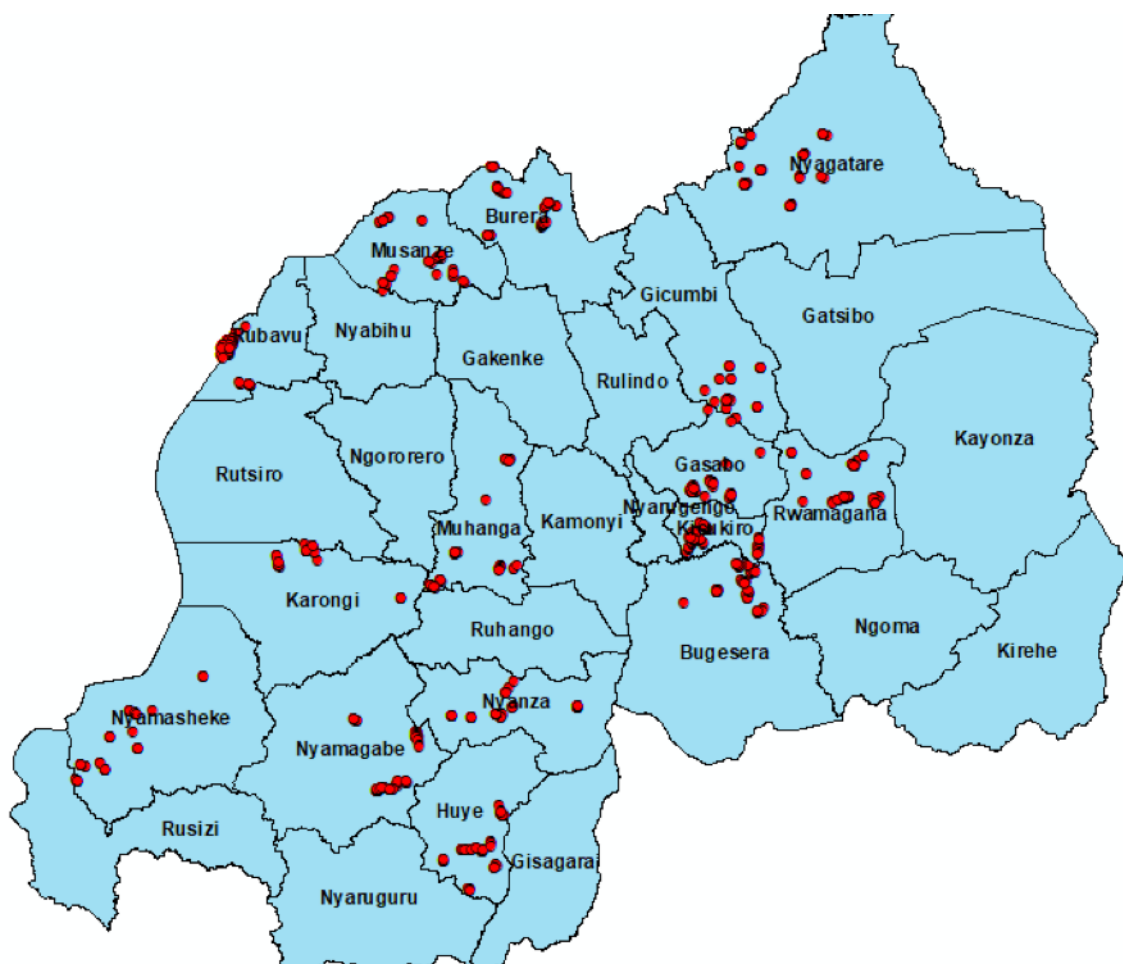 Nyagatare
Burera
Musanze
Gicumbi
Gatsibo
Rubavu
Nyabihu
Gakenke
Rulindo
Kayonza
Ngororero
Rutsiro
Gasabo
Nyarugenge
Muhanga
Kamonyi
Kicukiro
Rwamagana
Karongi
Ruhango
Bugesera
Ngoma
Kirehe
Nyanza
Nyamasheke
Nyamagabe
Huye
Rusizi
Gisagara
Nyaruguru